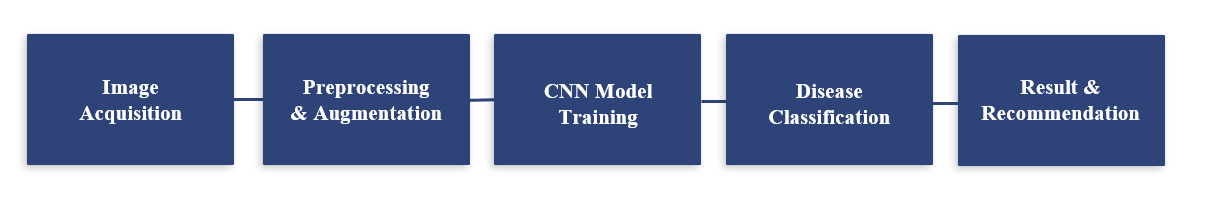 Image
Acquisition
Preprocessing
& Augmentation
CNN Model
Training
Disease
Classification
Result &
Recommendation